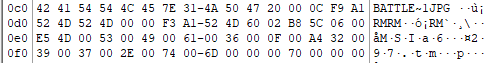 0c0 42 41 54 54 4C 45 7E 31-4A 50 47 20 00 0C F9 A1 BATTLE~1JPG ..ù¡
0d0 52 4D 52 4D 00 00 F3 A1-52 4D 60 02 B8 5C 06 00 RMRM..ó¡RM`.¸\..
0e0 E5 4D 00 53 00 49 00 61-00 36 00 0F 00 A4 32 00 åM.S.I.a.6...¤2.
0f0 39 00 37 00 2E 00 74 00-6D 00 00 00 70 00 00 00 9.7...t.m...p...